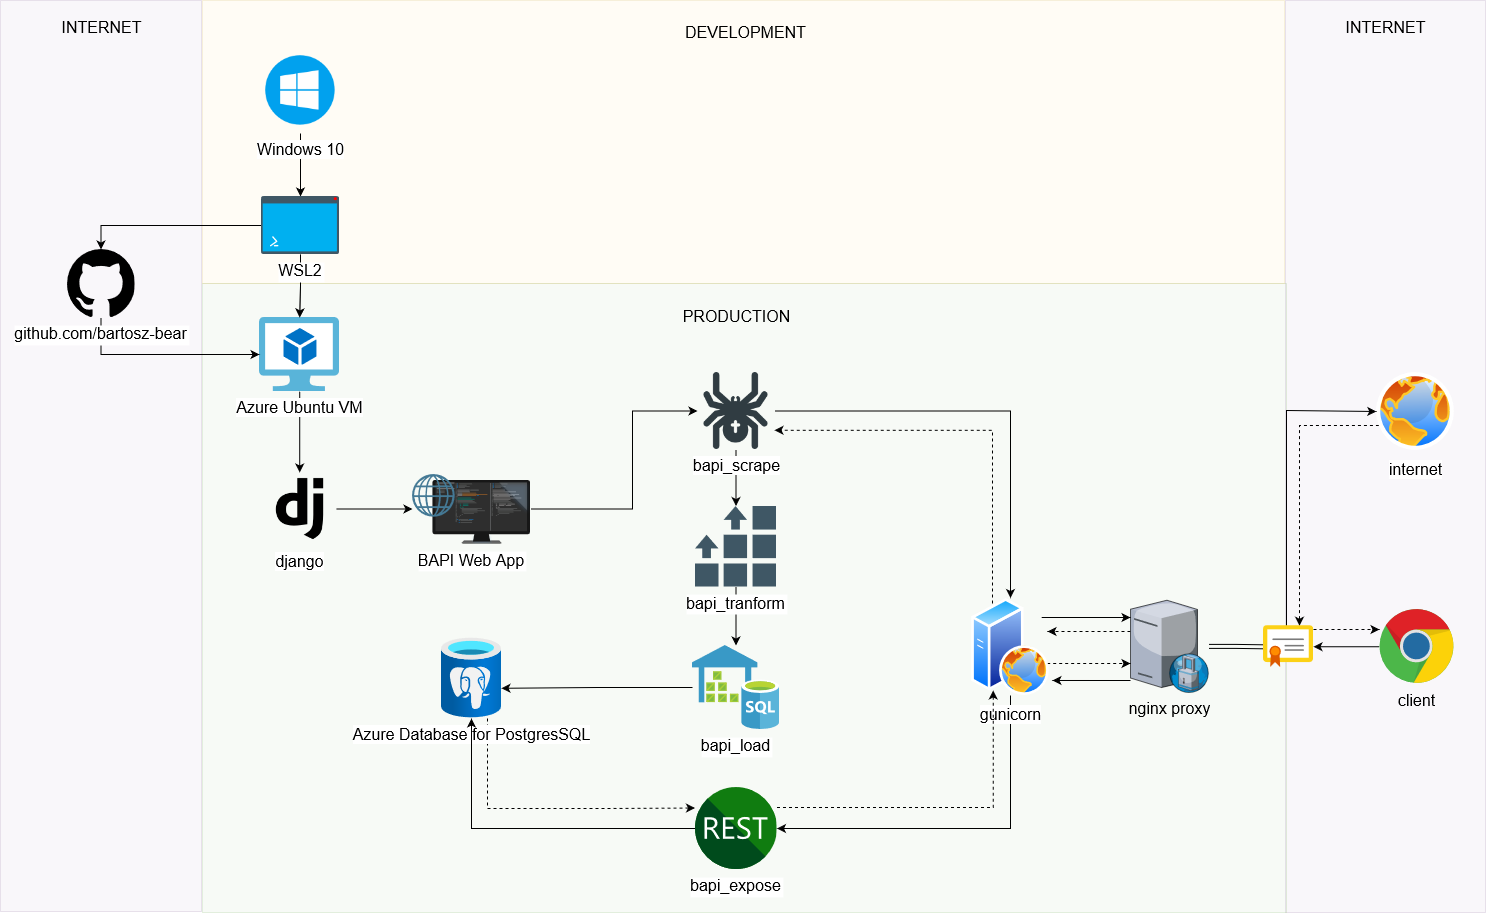 INTERNET
DEVELOPMENT
INTERNET
Windows 10
WSL2
github.com/bartosz-bear
PRODUCTION
Azure Ubuntu VM
bapi_scrape
internet
dj
django
BAPI Web App
bapi_tranform
SQL
Azure Database for PostgresSQL
bapi_load
gunicorn
nginx proxy
client
REST
bapi_expose